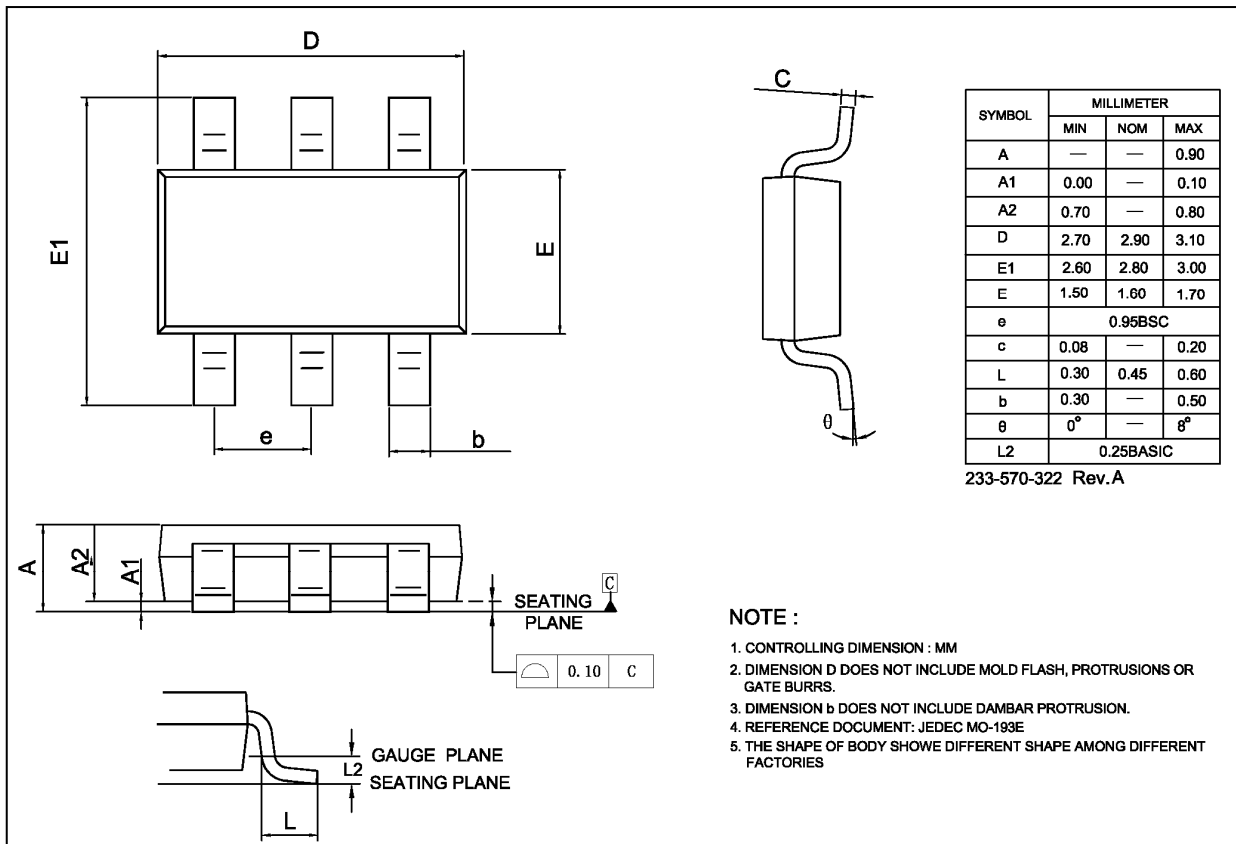 D
E1
E
e
b
C
θ
SYMBOL MILLIMETER
MIN NOM MAX
A — — 0.90
A1 0.00 — 0.10
A2 0.70 — 0.80
D 2.70 2.90 3.10
E1 2.60 2.80 3.00
E 1.50 1.60 1.70
e 0.95BSC
c 0.08 — 0.20
L 0.30 0.45 0.60
b 0.30 — 0.50
θ 0° — 8°
L2 0.25BASIC
233-570-322 Rev.A
A
A2
A1
SEATING
PLANE
C
0.10 C
GAUGE PLANE
L2
SEATING PLANE
L
NOTE :
1. CONTROLLING DIMENSION : MM
2. DIMENSION D DOES NOT INCLUDE MOLD FLASH, PROTRUSIONS OR
GATE BURRS.
3. DIMENSION b DOES NOT INCLUDE DAMBAR PROTRUSION.
4. REFERENCE DOCUMENT: JEDEC MO-193E
5. THE SHAPE OF BODY SHOWE DIFFERENT SHAPE AMONG DIFFERENT
FACTORIES